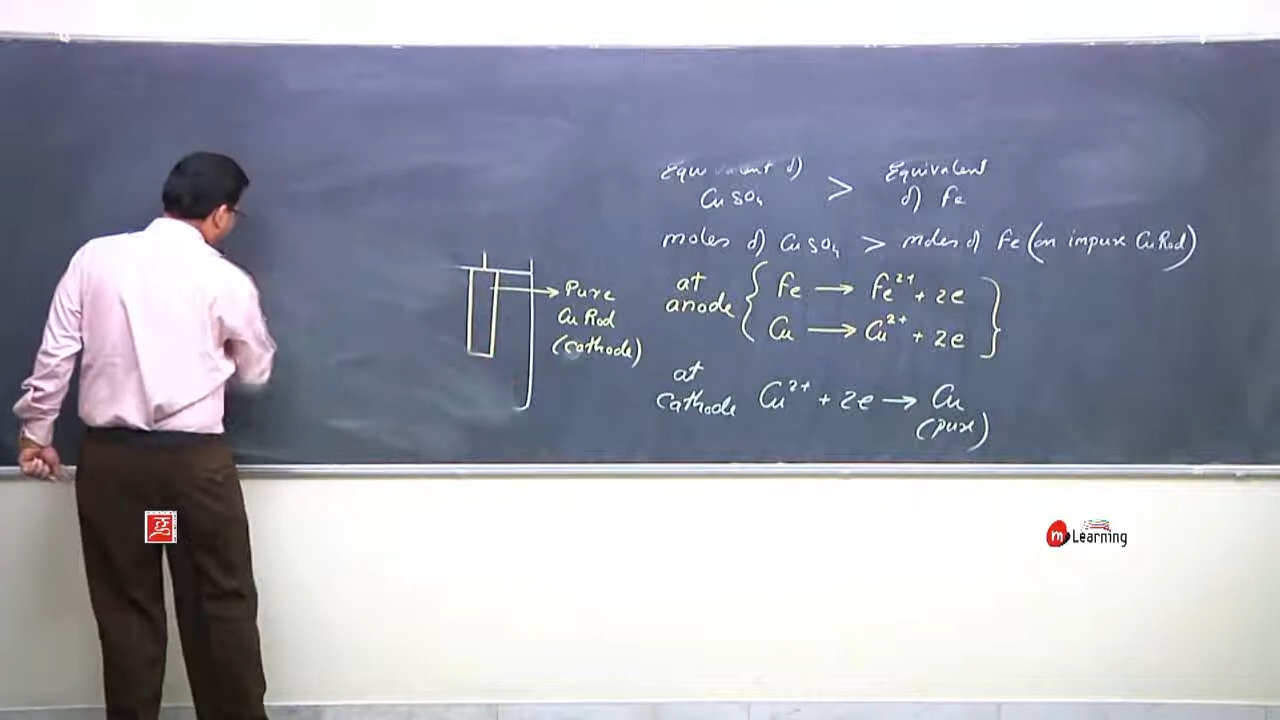 Equivalent of Equivalent
CuSO4 > of Fe
moles of CuSO4 > moles of Fe (on impure Cu Rod)
at anode { Fe → Fe²⁺ + 2e
Cu → Cu²⁺ + 2e }
Pure
Cu Rod
(cathode)
at
cathode Cu²⁺ + 2e → Cu
(pure)
m Learning